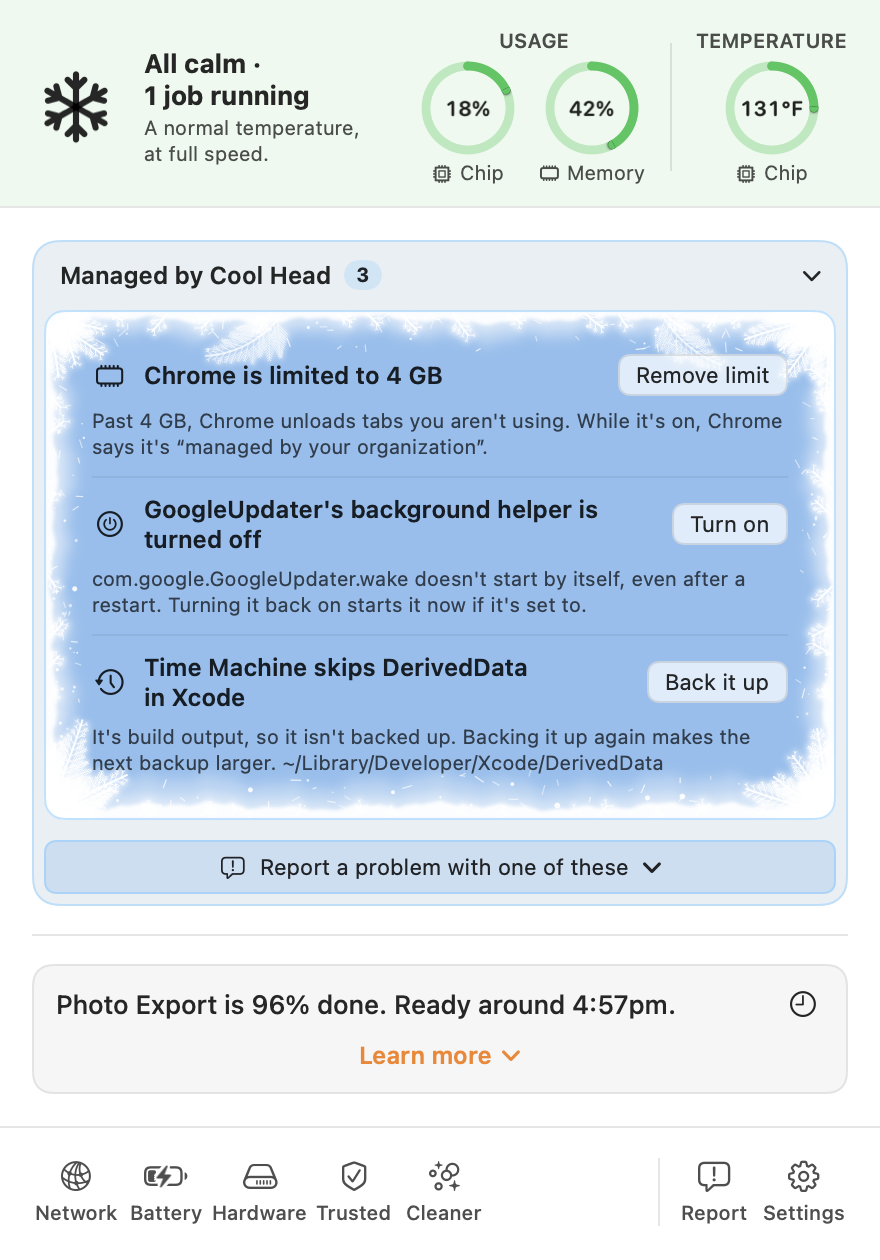 All calm ·
1 job running
A normal temperature,
at full speed.
USAGE
18%
Chip
42%
Memory
TEMPERATURE
131°F
Chip
Managed by Cool Head 3
Chrome is limited to 4 GB
Remove limit
Past 4 GB, Chrome unloads tabs you aren't using. While it's on, Chrome
says it's “managed by your organization”.
GoogleUpdater's background helper is
turned off
Turn on
com.google.GoogleUpdater.wake doesn't start by itself, even after a
restart. Turning it back on starts it now if it's set to.
Time Machine skips DerivedData
in Xcode
Back it up
It's build output, so it isn't backed up. Backing it up again makes the
next backup larger. ~/Library/Developer/Xcode/DerivedData
Report a problem with one of these
Photo Export is 96% done. Ready around 4:57pm.
Learn more
Network
Battery
Hardware
Trusted
Cleaner
Report
Settings